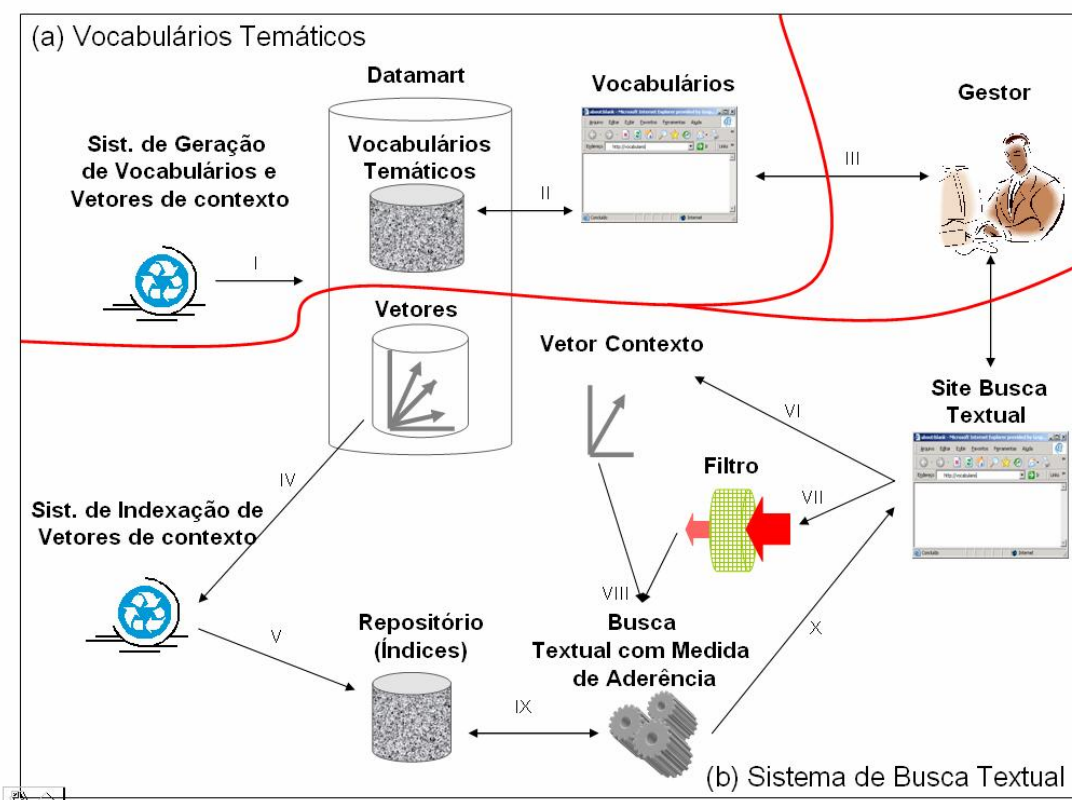 (a) Vocabulários Temáticos
Datamart
Vocabulários
Gestor
Sist. de Geração
de Vocabulários e
Vetores de contexto
Vocabulários
Temáticos
I
II
III
Vetores
Vetor Contexto
Site Busca
Textual
IV
VI
Filtro
VII
Sist. de Indexação de
Vetores de contexto
VIII
V
Repositório
(Índices)
Busca
Textual com Medida
de Aderência
X
IX
(b) Sistema de Busca Textual